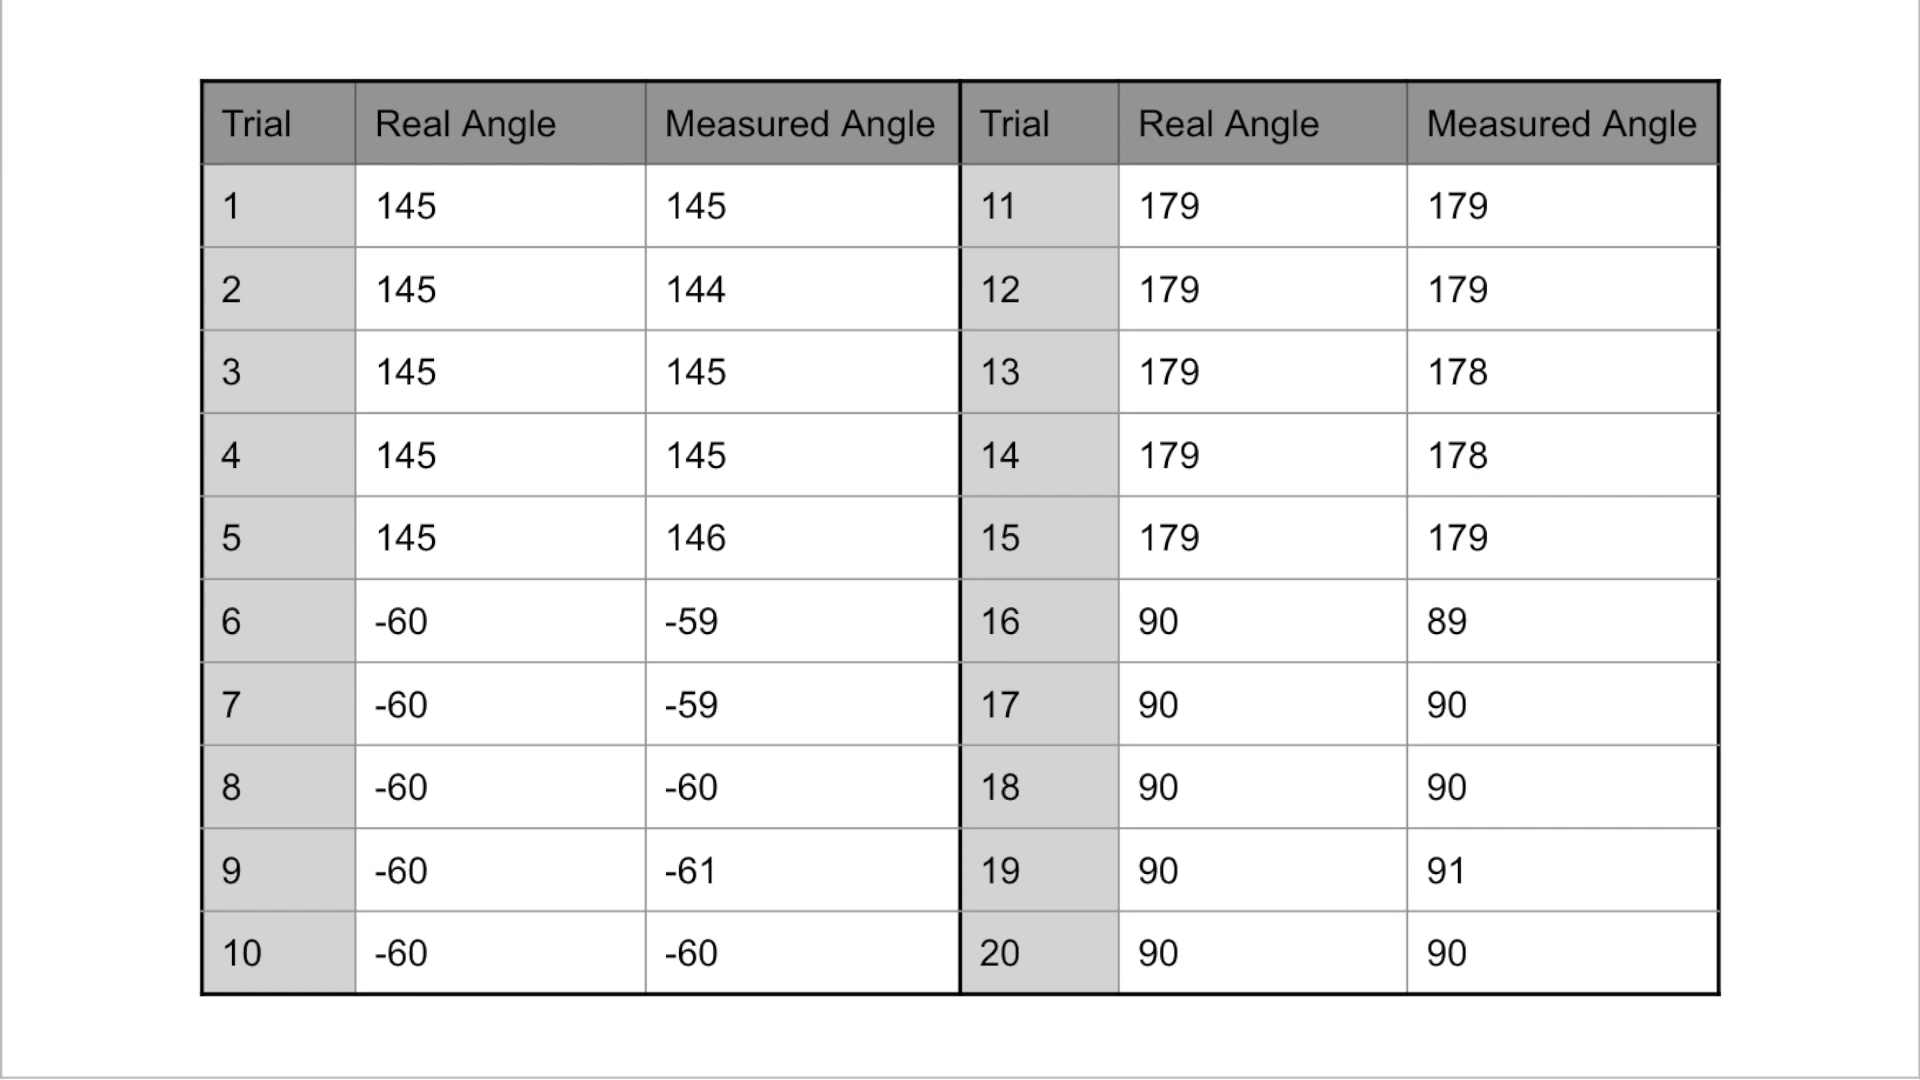 Trial Real Angle Measured Angle Trial Real Angle Measured Angle
1 145 145 11 179 179
2 145 144 12 179 179
3 145 145 13 179 178
4 145 145 14 179 178
5 145 146 15 179 179
6 -60 -59 16 90 89
7 -60 -59 17 90 90
8 -60 -60 18 90 90
9 -60 -61 19 90 91
10 -60 -60 20 90 90